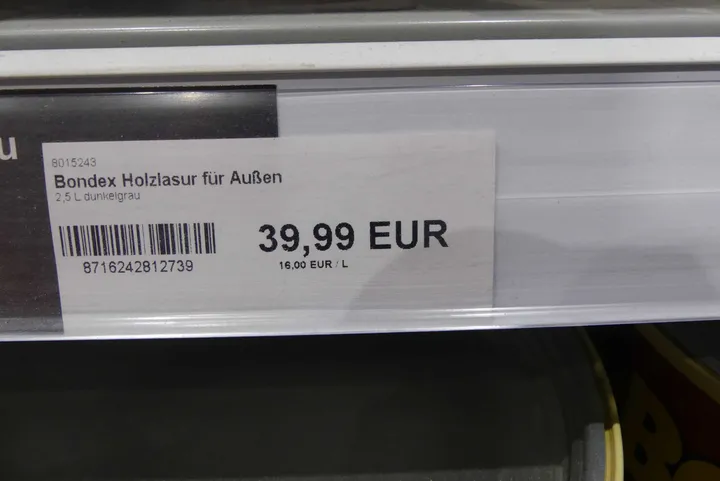 u
8015243
Bondex Holzlasur für Außen
2,5 L dunkelgrau
39,99 EUR
8716242812739
16,00 EUR / L